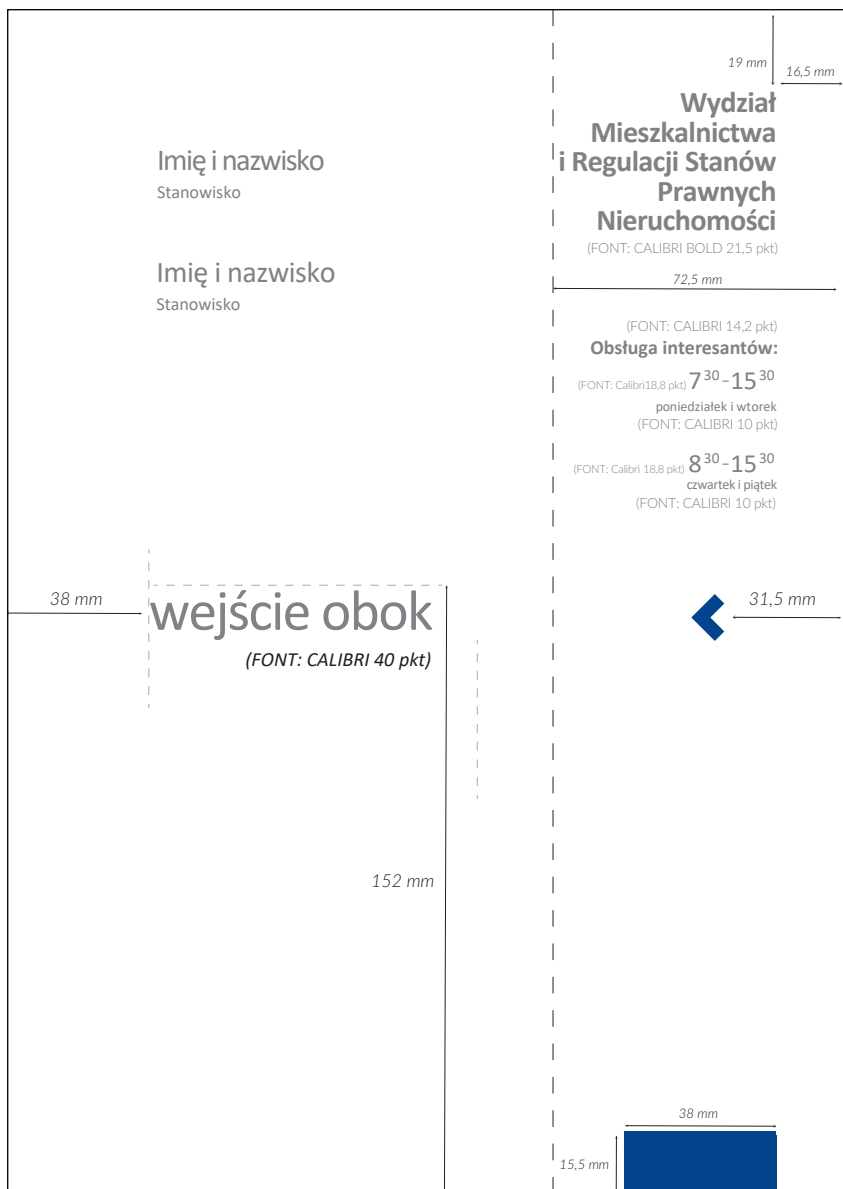 19 mm
16,5 mm
Wydział
Mieszkalnictwa
i Regulacji Stanów
Prawnych
Nieruchomości
(FONT: CALIBRI BOLD 21,5 pkt)
Imię i nazwisko
Stanowisko
Imię i nazwisko
Stanowisko
72,5 mm
(FONT: CALIBRI 14,2 pkt)
Obsługa interesantów:
(FONT: Calibri18,8 pkt) 7 30 - 15 30
poniedziałek i wtorek
(FONT: CALIBRI 10 pkt)
(FONT: Calibri 18,8 pkt) 8 30 - 15 30
czwartek i piątek
(FONT: CALIBRI 10 pkt)
38 mm
wejście obok
31,5 mm
(FONT: CALIBRI 40 pkt)
152 mm
38 mm
15,5 mm